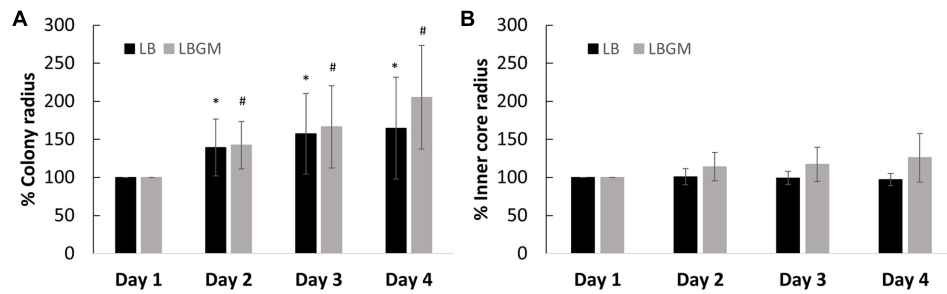 A
% Colony radius
300
250
200
150
100
50
0
LB LBGM
* # * # * #
Day 1 Day 2 Day 3 Day 4
B
% Inner core radius
300
250
200
150
100
50
0
LB LBGM
Day 1 Day 2 Day 3 Day 4